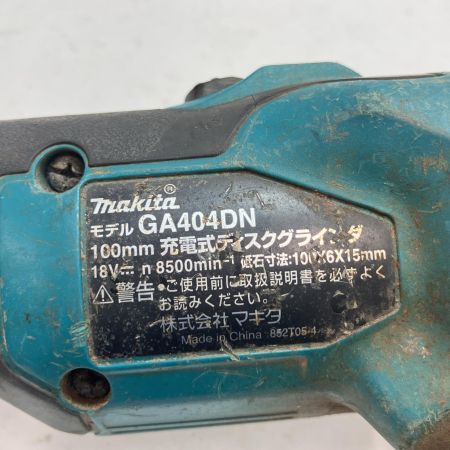 makita®
モデル GA404DN
100mm 充電式ディスクグラインダ
18V⎓ n 8500min⁻¹ 砥石寸法:100X6X15mm
⚠警告 ●ご使用前に取扱説明書を必ずよく
お読みください。
株式会社 マキタ
Made in China 852T05-4